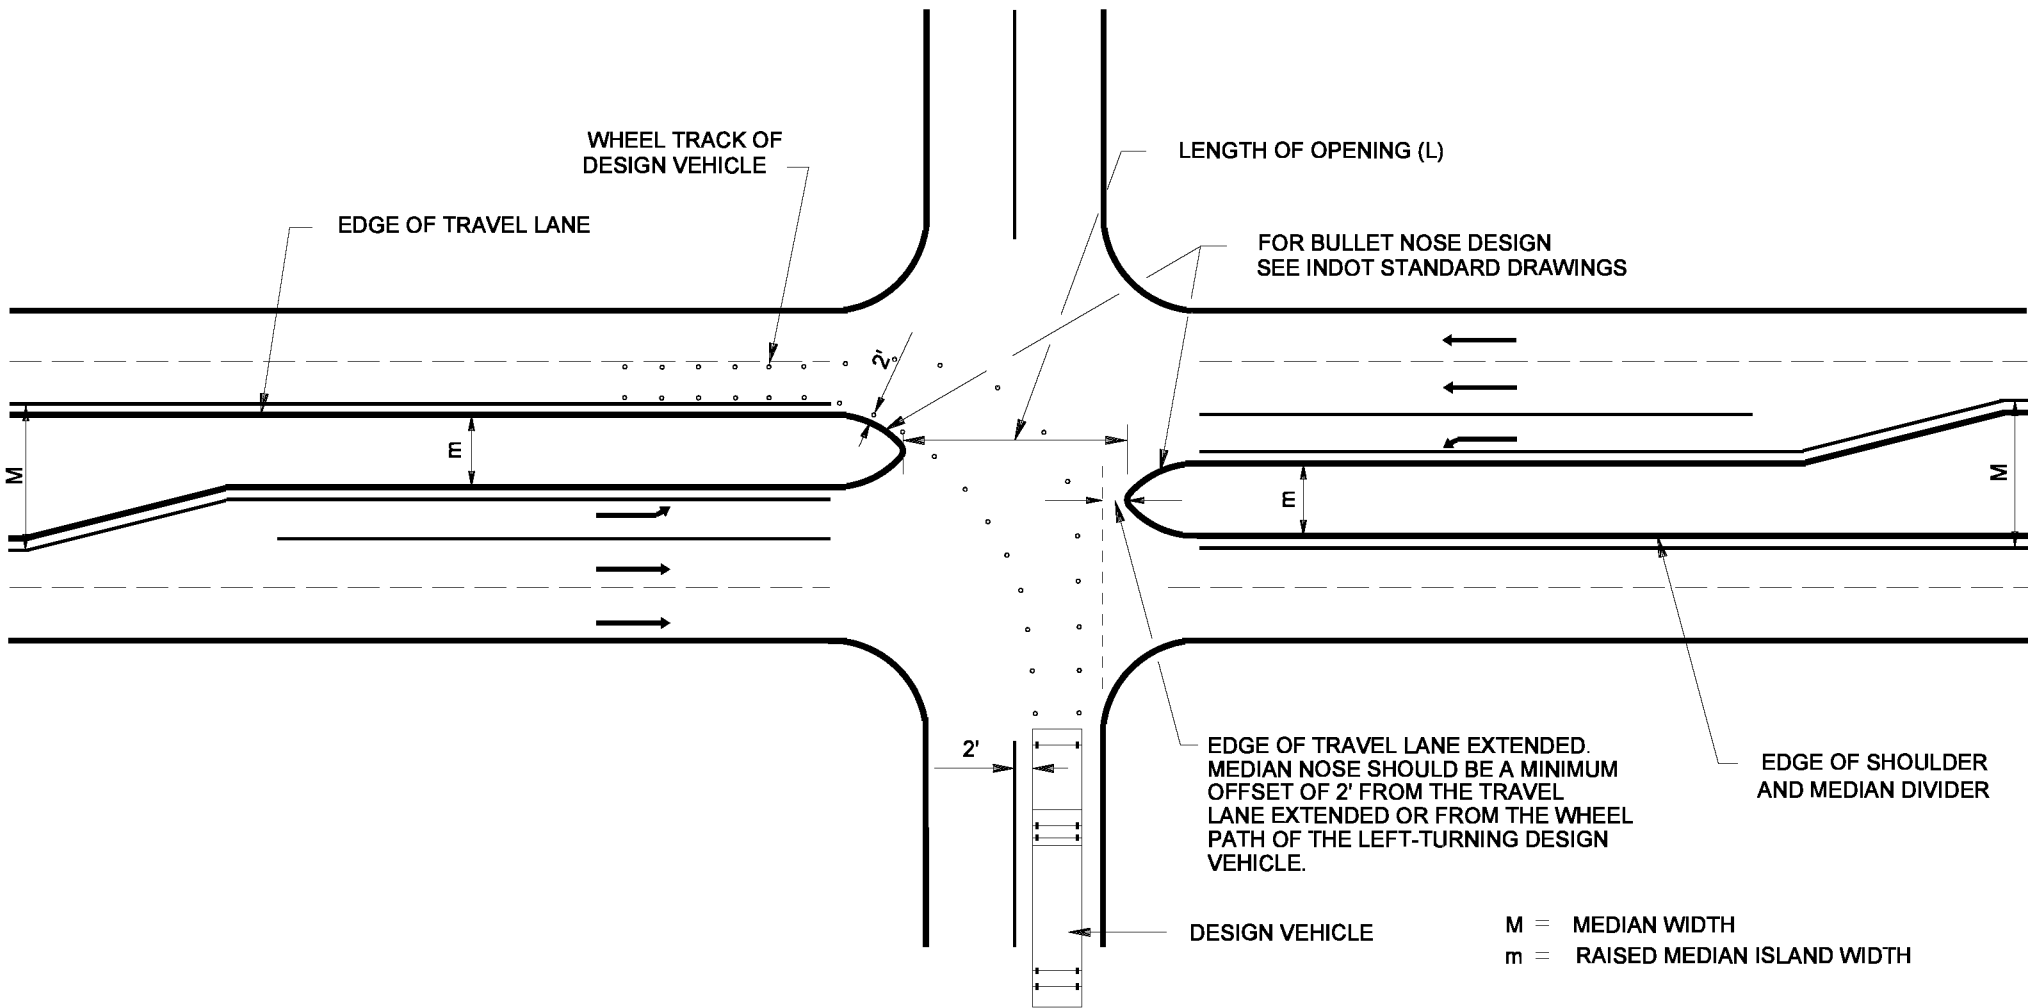 WHEEL TRACK OF
DESIGN VEHICLE
LENGTH OF OPENING (L)
EDGE OF TRAVEL LANE
FOR BULLET NOSE DESIGN
SEE INDOT STANDARD DRAWINGS
2'
m
M
M
m
2'
EDGE OF TRAVEL LANE EXTENDED.
MEDIAN NOSE SHOULD BE A MINIMUM
OFFSET OF 2' FROM THE TRAVEL
LANE EXTENDED OR FROM THE WHEEL
PATH OF THE LEFT-TURNING DESIGN
VEHICLE.
EDGE OF SHOULDER
AND MEDIAN DIVIDER
DESIGN VEHICLE
M = MEDIAN WIDTH
m = RAISED MEDIAN ISLAND WIDTH